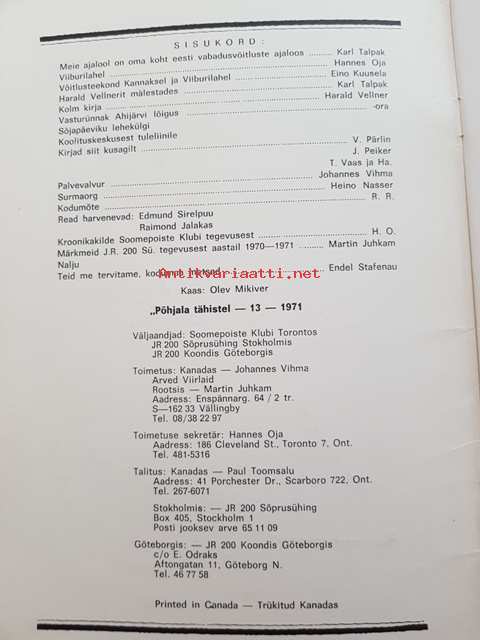 SISUKORD:
Meie ajalool on oma koht eesti vabadusvõitluste ajaloos .......... Karl Talpak
Viiburilahel .......... Hannes Oja
Võitlusteekond Kannaksel ja Viiburilahel .......... Eino Kuusela
Harald Vellnerit mälestades .......... Karl Talpak
Kolm kirja .......... Harald Vellner
Vasturünnak Ahijärvi lõigus .......... -ora
Sõjapäeviku lehekülgi
Koolituskeskusest tuleliinile
Kirjad siit kusagilt .......... V. Pärlin
J. Peiker
T. Vaas ja Ha.
Palvevalvur .......... Johannes Vihma
Surmaorg .......... Heino Nasser
Kodumõte .......... R. R.
Read harvenevad: Edmund Sirelpuu
Raimond Jalakas
Kroonikakilde Soomepoiste Klubi tegevusest .......... H. O.
Märkmeid J.R. 200 Sü. tegevusest aastail 1970—1971 .......... Martin Juhkam
Nalju
Teid me tervitame, kodumaa .......... Endel Stafenau
Antikvariaatti.net
Kaas: Olev Mikiver
„Põhjala tähistel — 13 — 1971
Väljaandjad: Soomepoiste Klubi Torontos
JR 200 Sõprusühing Stokholmis
JR 200 Koondis Göteborgis
Toimetus: Kanadas — Johannes Vihma
Arved Viirlaid
Rootsis — Martin Juhkam
Aadress: Enspännarg. 64 / 2 tr.
S—162 33 Vällingby
Tel. 08/38 22 97
Toimetuse sekretär: Hannes Oja
Aadress: 186 Cleveland St., Toronto 7, Ont.
Tel. 481-5316
Talitus: Kanadas — Paul Toomsalu
Aadress: 41 Porchester Dr., Scarboro 722, Ont.
Tel. 267-6071
Stokholmis: — JR 200 Sõprusühing
Box 405, Stockholm 1
Posti jooksev arve 65 11 09
Göteborgis: — JR 200 Koondis Göteborgis
c/o E. Odraks
Aftongatan 11, Göteborg N.
Tel. 46 77 58
Printed in Canada — Trükitud Kanadas